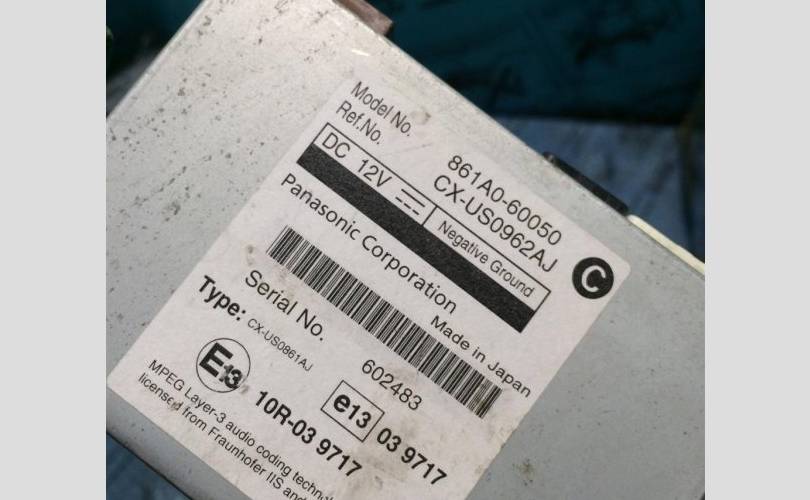 Model No. 861A0-60050
Ref.No. CX-US0962AJ
DC 12V Negative Ground
C
Panasonic Corporation
Made in Japan
Serial No. 602483
Type: CX-US0861AJ
E13 10R-03 9717
e13 03 9717
MPEG Layer-3 audio coding
licensed from Fraunhofer IIS and